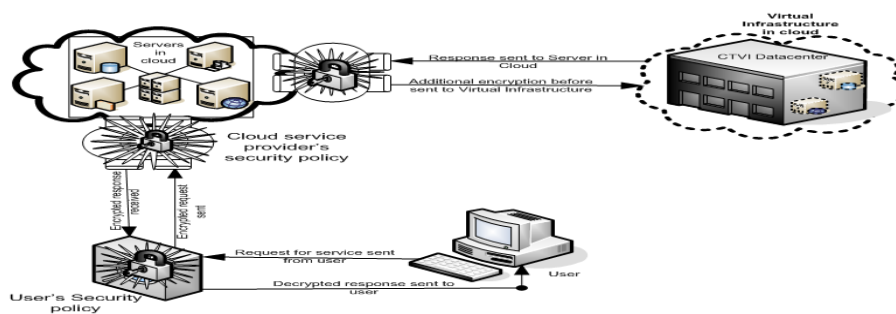 Virtual
Infrastructure
in cloud
Servers
in
cloud
CTVI Datacenter
Response sent to Server in
Cloud
Additional encryption before
sent to Virtual Infrastructure
Cloud service
provider's
security policy
Encrypted response
received
Encrypted request
sent
Request for service sent
from user
User
Decrypted response sent to
user
User's Security
policy